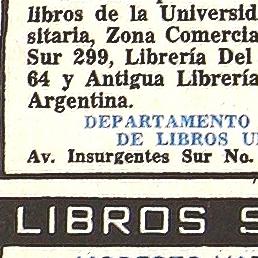 libros de la Universid
sitaria, Zona Comercia
Sur 299, Librería Del
64 y Antigua Librería
Argentina.
DEPARTAMENTO
DE LIBROS U
Av. Insurgentes Sur No.
LIBROS S